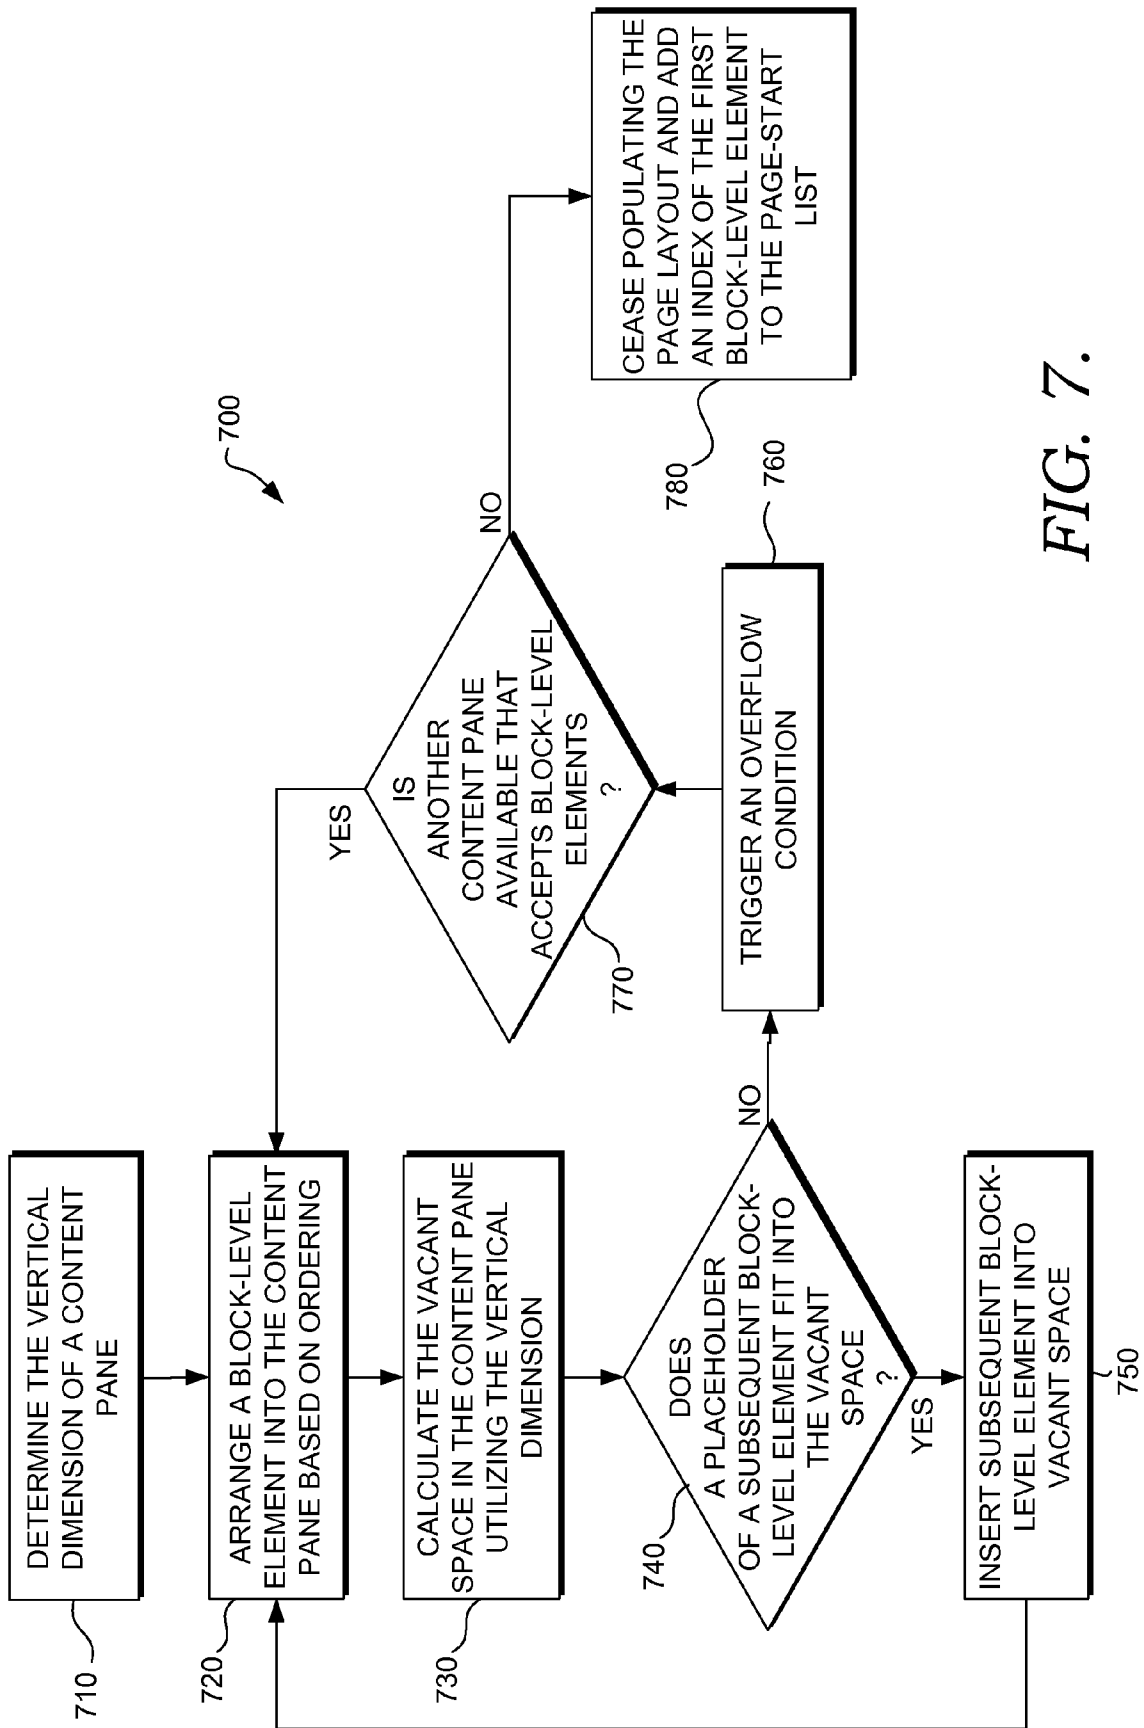 700
710
DETERMINE THE VERTICAL
DIMENSION OF A CONTENT
PANE
720
ARRANGE A BLOCK-LEVEL
ELEMENT INTO THE CONTENT
PANE BASED ON ORDERING
730
CALCULATE THE VACANT
SPACE IN THE CONTENT PANE
UTILIZING THE VERTICAL
DIMENSION
740
DOES
A PLACEHOLDER
OF A SUBSEQUENT BLOCK-
LEVEL ELEMENT FIT INTO
THE VACANT
SPACE
?
YES
NO
INSERT SUBSEQUENT BLOCK-
LEVEL ELEMENT INTO
VACANT SPACE
750
TRIGGER AN OVERFLOW
CONDITION
760
IS
ANOTHER
CONTENT PANE
AVAILABLE THAT
ACCEPTS BLOCK-LEVEL
ELEMENTS
?
770
YES
NO
CEASE POPULATING THE
PAGE LAYOUT AND ADD
AN INDEX OF THE FIRST
BLOCK-LEVEL ELEMENT
TO THE PAGE-START
LIST
780
FIG. 7.